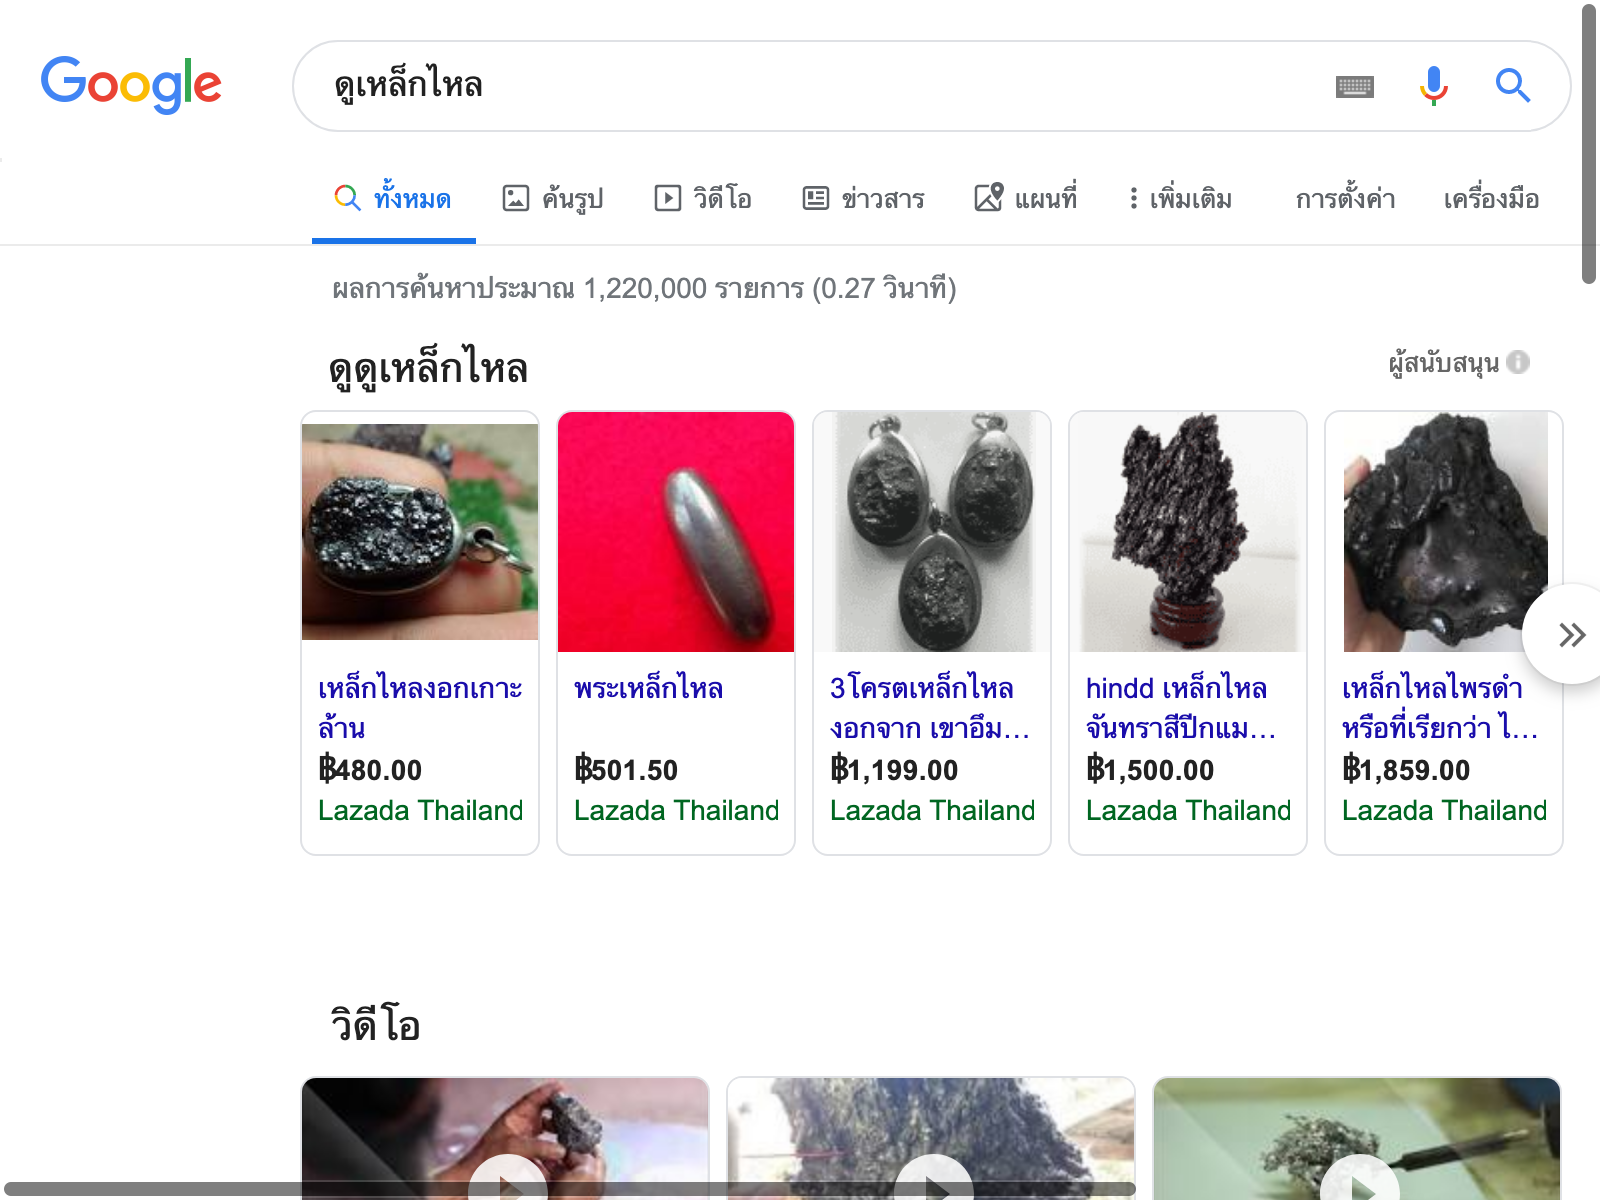 Google
ดูเหล็กไหล
ทั้งหมด ค้นรูป วิดีโอ ข่าวสาร แผนที่ เพิ่มเติม การตั้งค่า เครื่องมือ
ผลการค้นหาประมาณ 1,220,000 รายการ (0.27 วินาที)
ดูดูเหล็กไหล ผู้สนับสนุน
เหล็กไหลงอกเกาะ
ล้าน
฿480.00
Lazada Thailand
พระเหล็กไหล
฿501.50
Lazada Thailand
3โครตเหล็กไหล
งอกจาก เขาอึม...
฿1,199.00
Lazada Thailand
hindd เหล็กไหล
จันทราสีปีกแม...
฿1,500.00
Lazada Thailand
เหล็กไหลไพรดำ
หรือที่เรียกว่า ไ...
฿1,859.00
Lazada Thailand
วิดีโอ